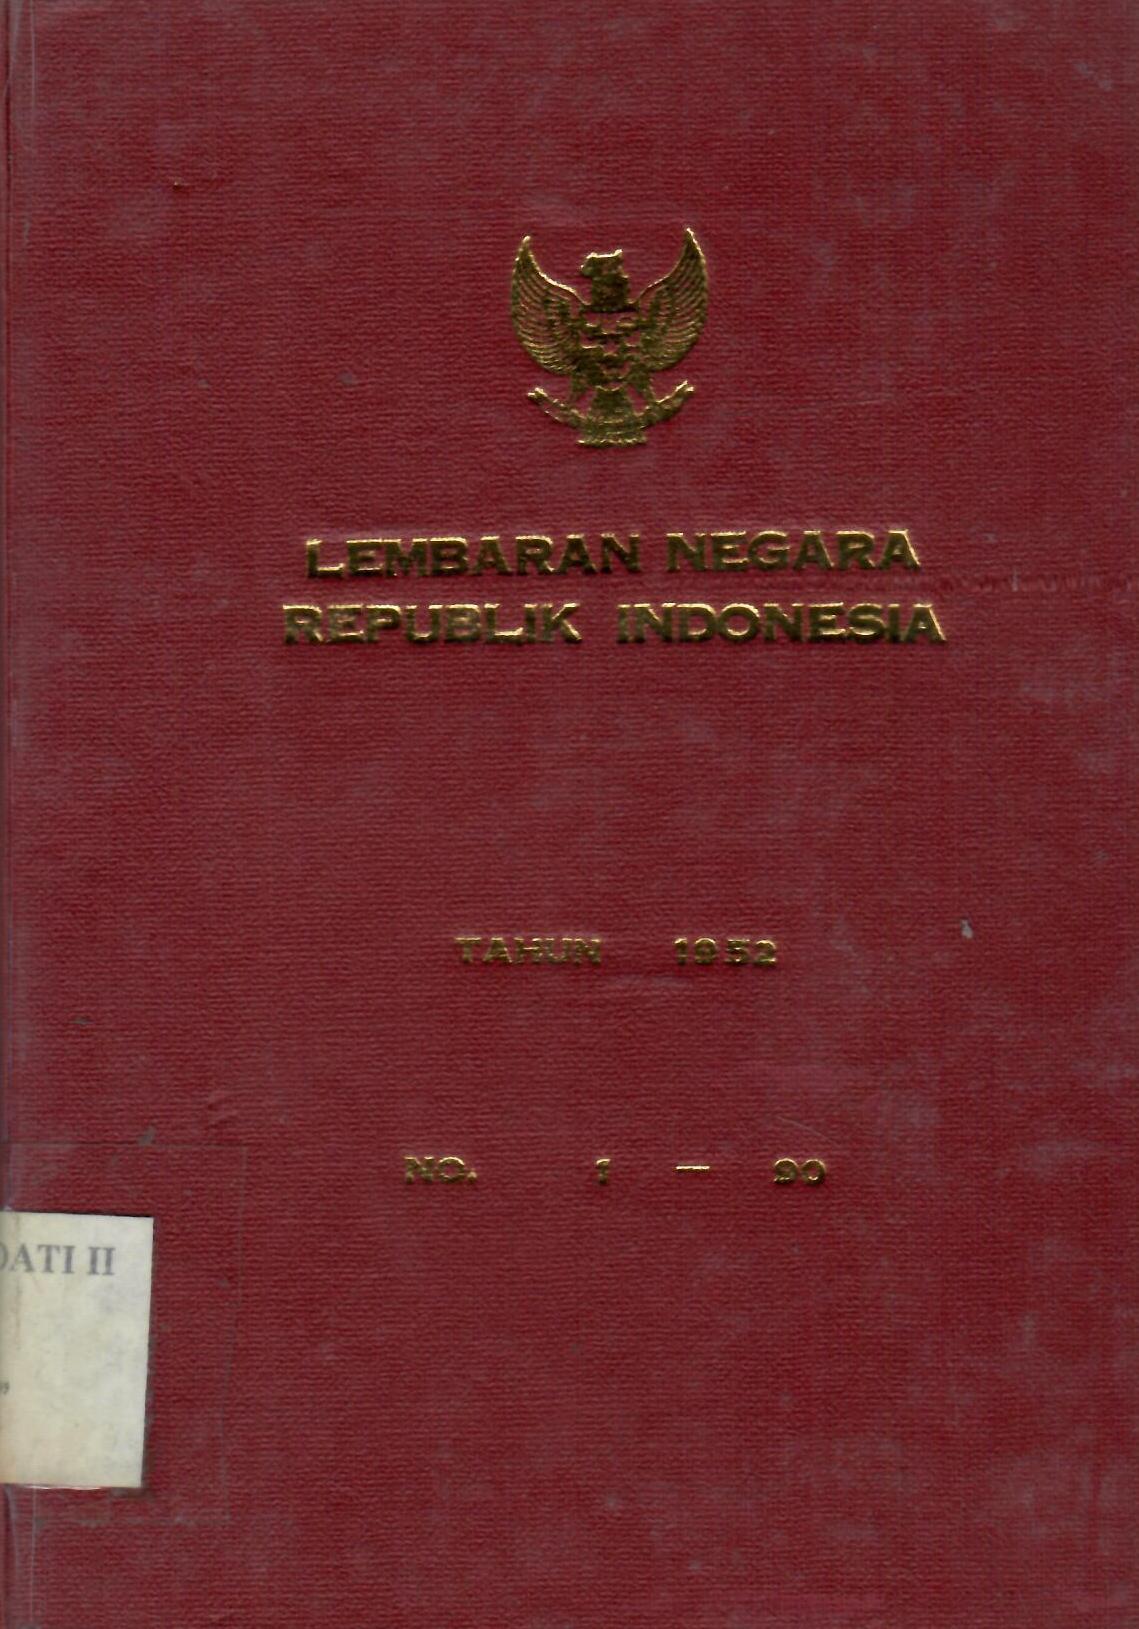 LEMBARAN NEGARA
REPUBLIK INDONESIA
TAHUN 1952
NO. 1 — 90
DATI II